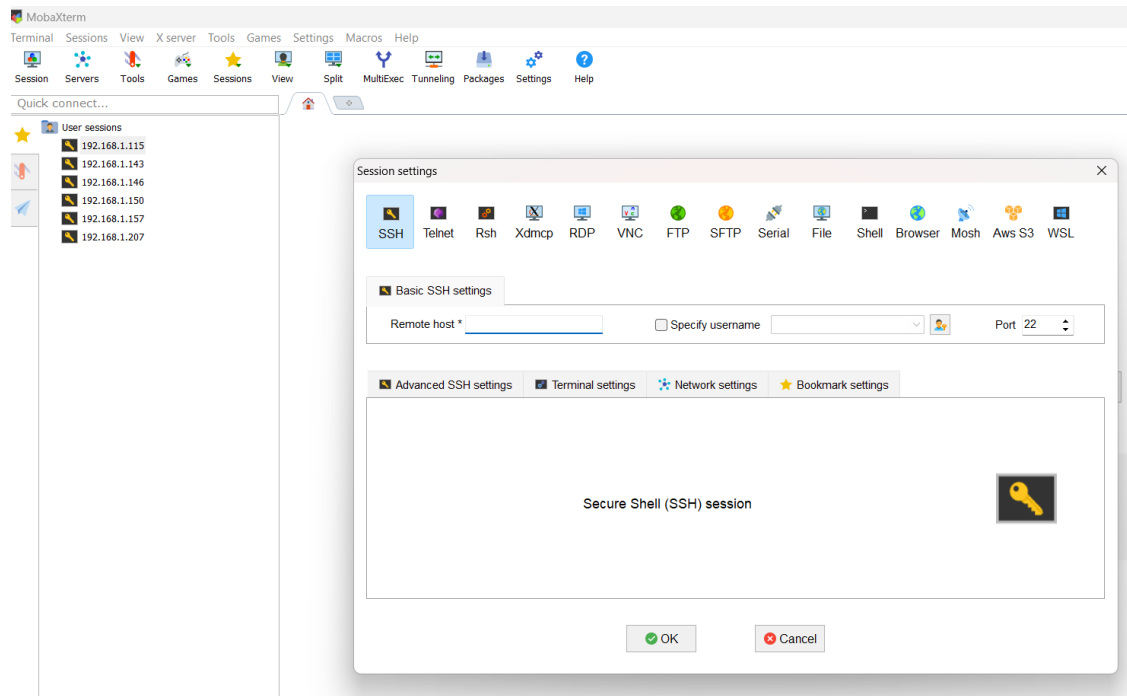 MobaXterm
Terminal Sessions View X server Tools Games Settings Macros Help
Session Servers Tools Games Sessions View Split MultiExec Tunneling Packages Settings Help
Quick connect...
User sessions
192.168.1.115
192.168.1.143
192.168.1.146
192.168.1.150
192.168.1.157
192.168.1.207
Session settings
SSH Telnet Rsh Xdmcp RDP VNC FTP SFTP Serial File Shell Browser Mosh Aws S3 WSL
Basic SSH settings
Remote host * Specify username Port 22
Advanced SSH settings Terminal settings Network settings Bookmark settings
Secure Shell (SSH) session
OK Cancel